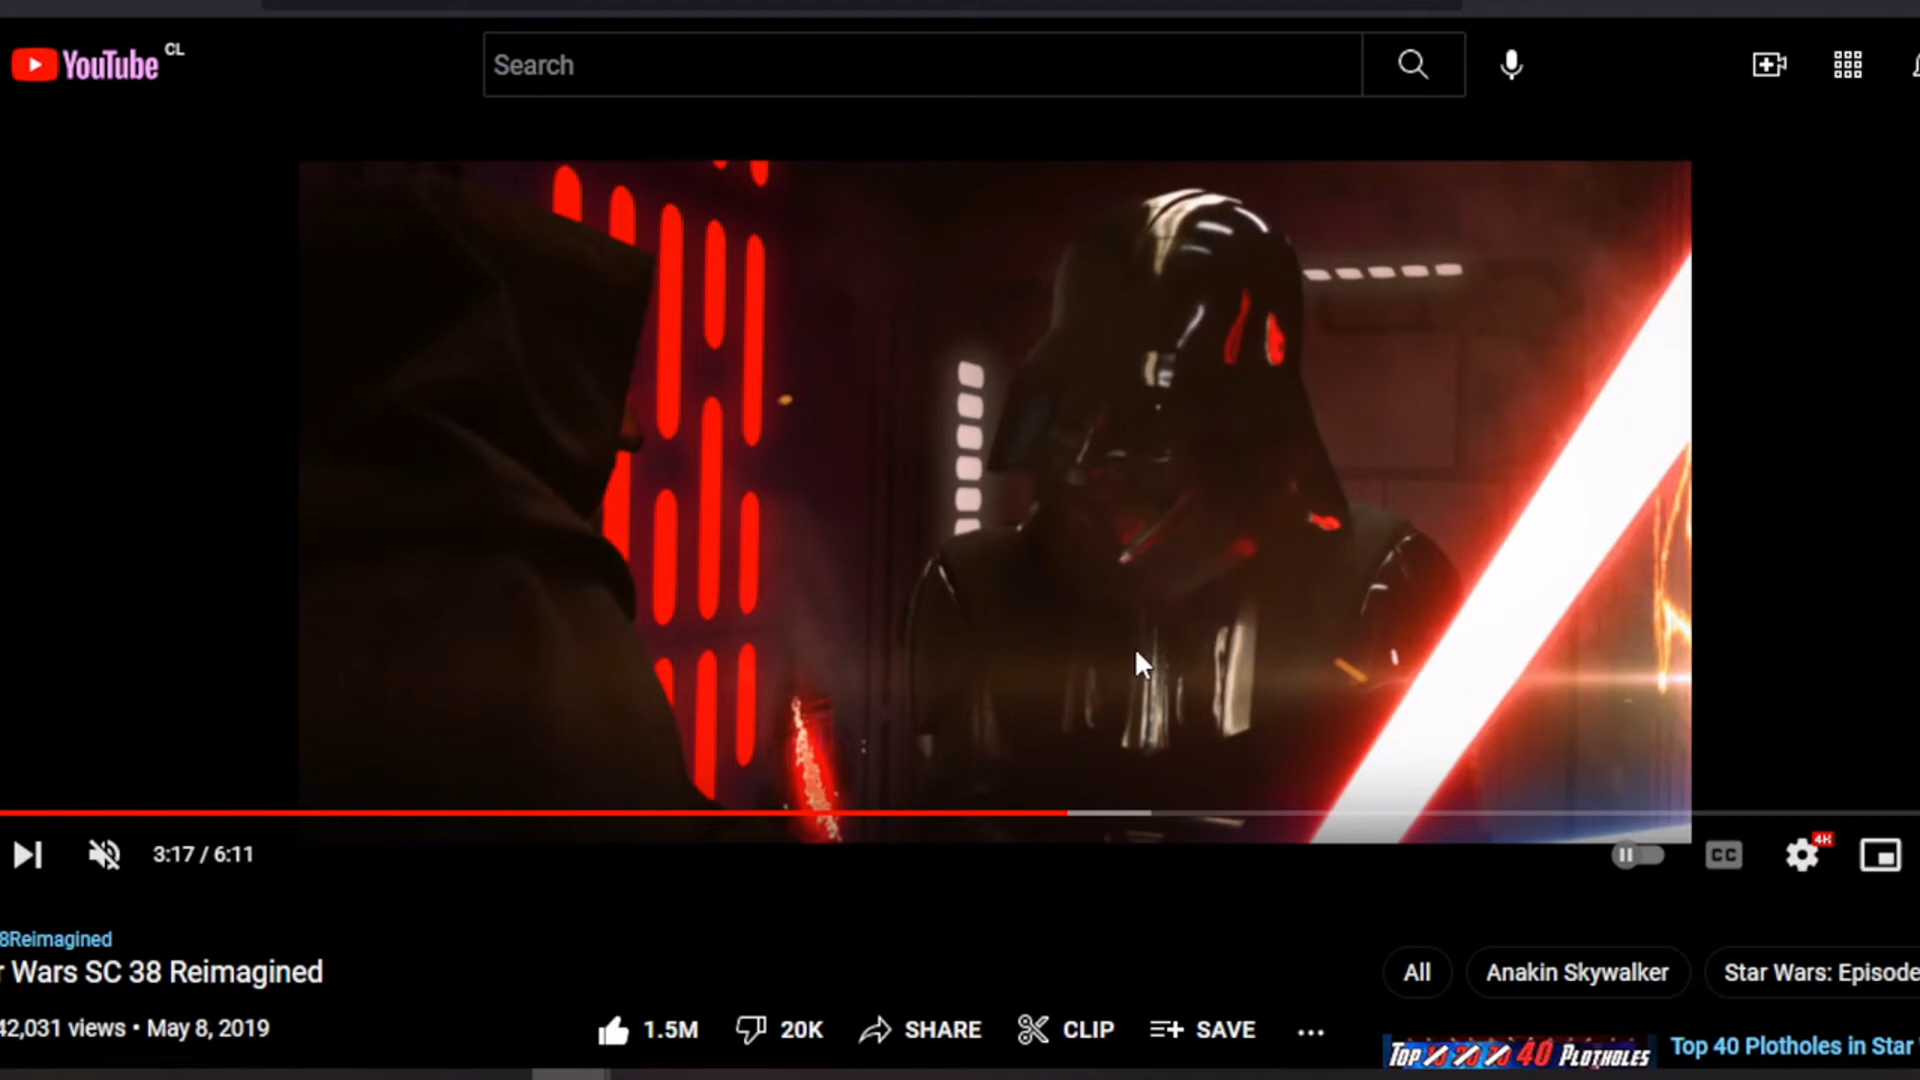 YouTube CL
Search
3:17 / 6:11
CC
4K
8Reimagined
r Wars SC 38 Reimagined
42,031 views • May 8, 2019
1.5M
20K
SHARE
CLIP
SAVE
All
Anakin Skywalker
Star Wars: Episode
Top 40 Plotholes
Top 40 Plotholes in Star